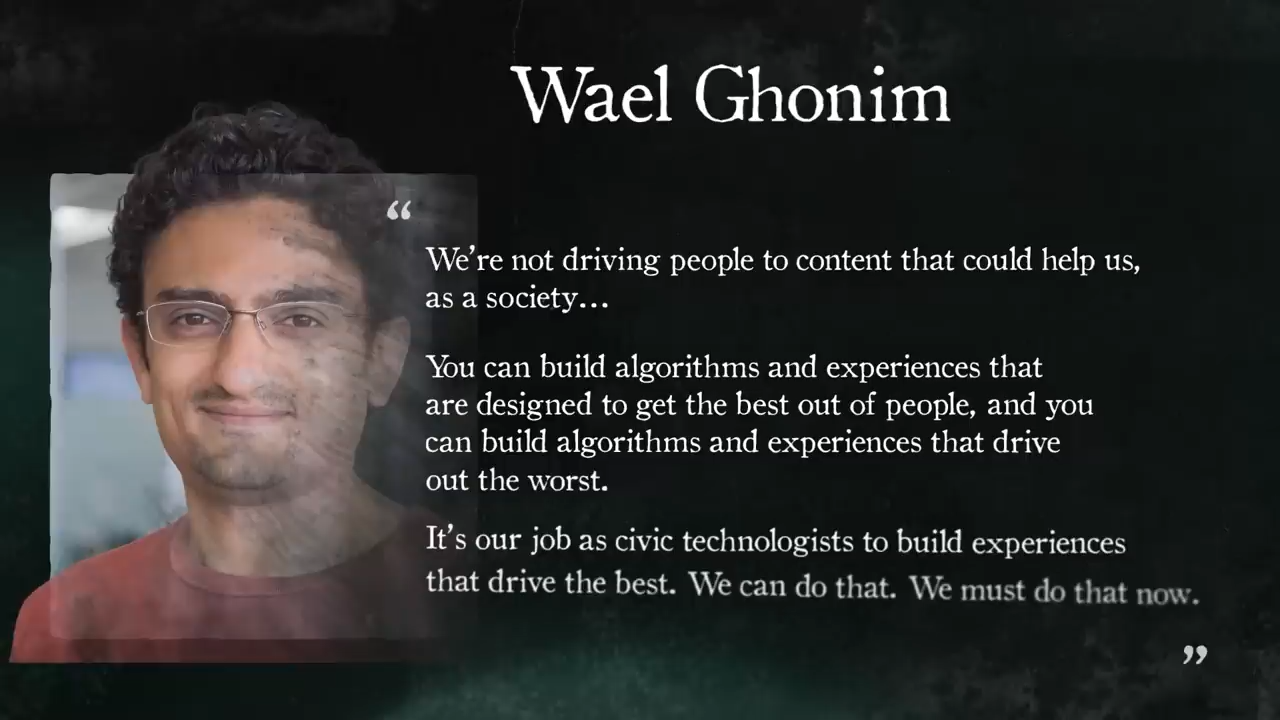 Wael Ghonim
“
We’re not driving people to content that could help us,
as a society...
You can build algorithms and experiences that
are designed to get the best out of people, and you
can build algorithms and experiences that drive
out the worst.
It’s our job as civic technologists to build experiences
that drive the best. We can do that. We must do that now.
”